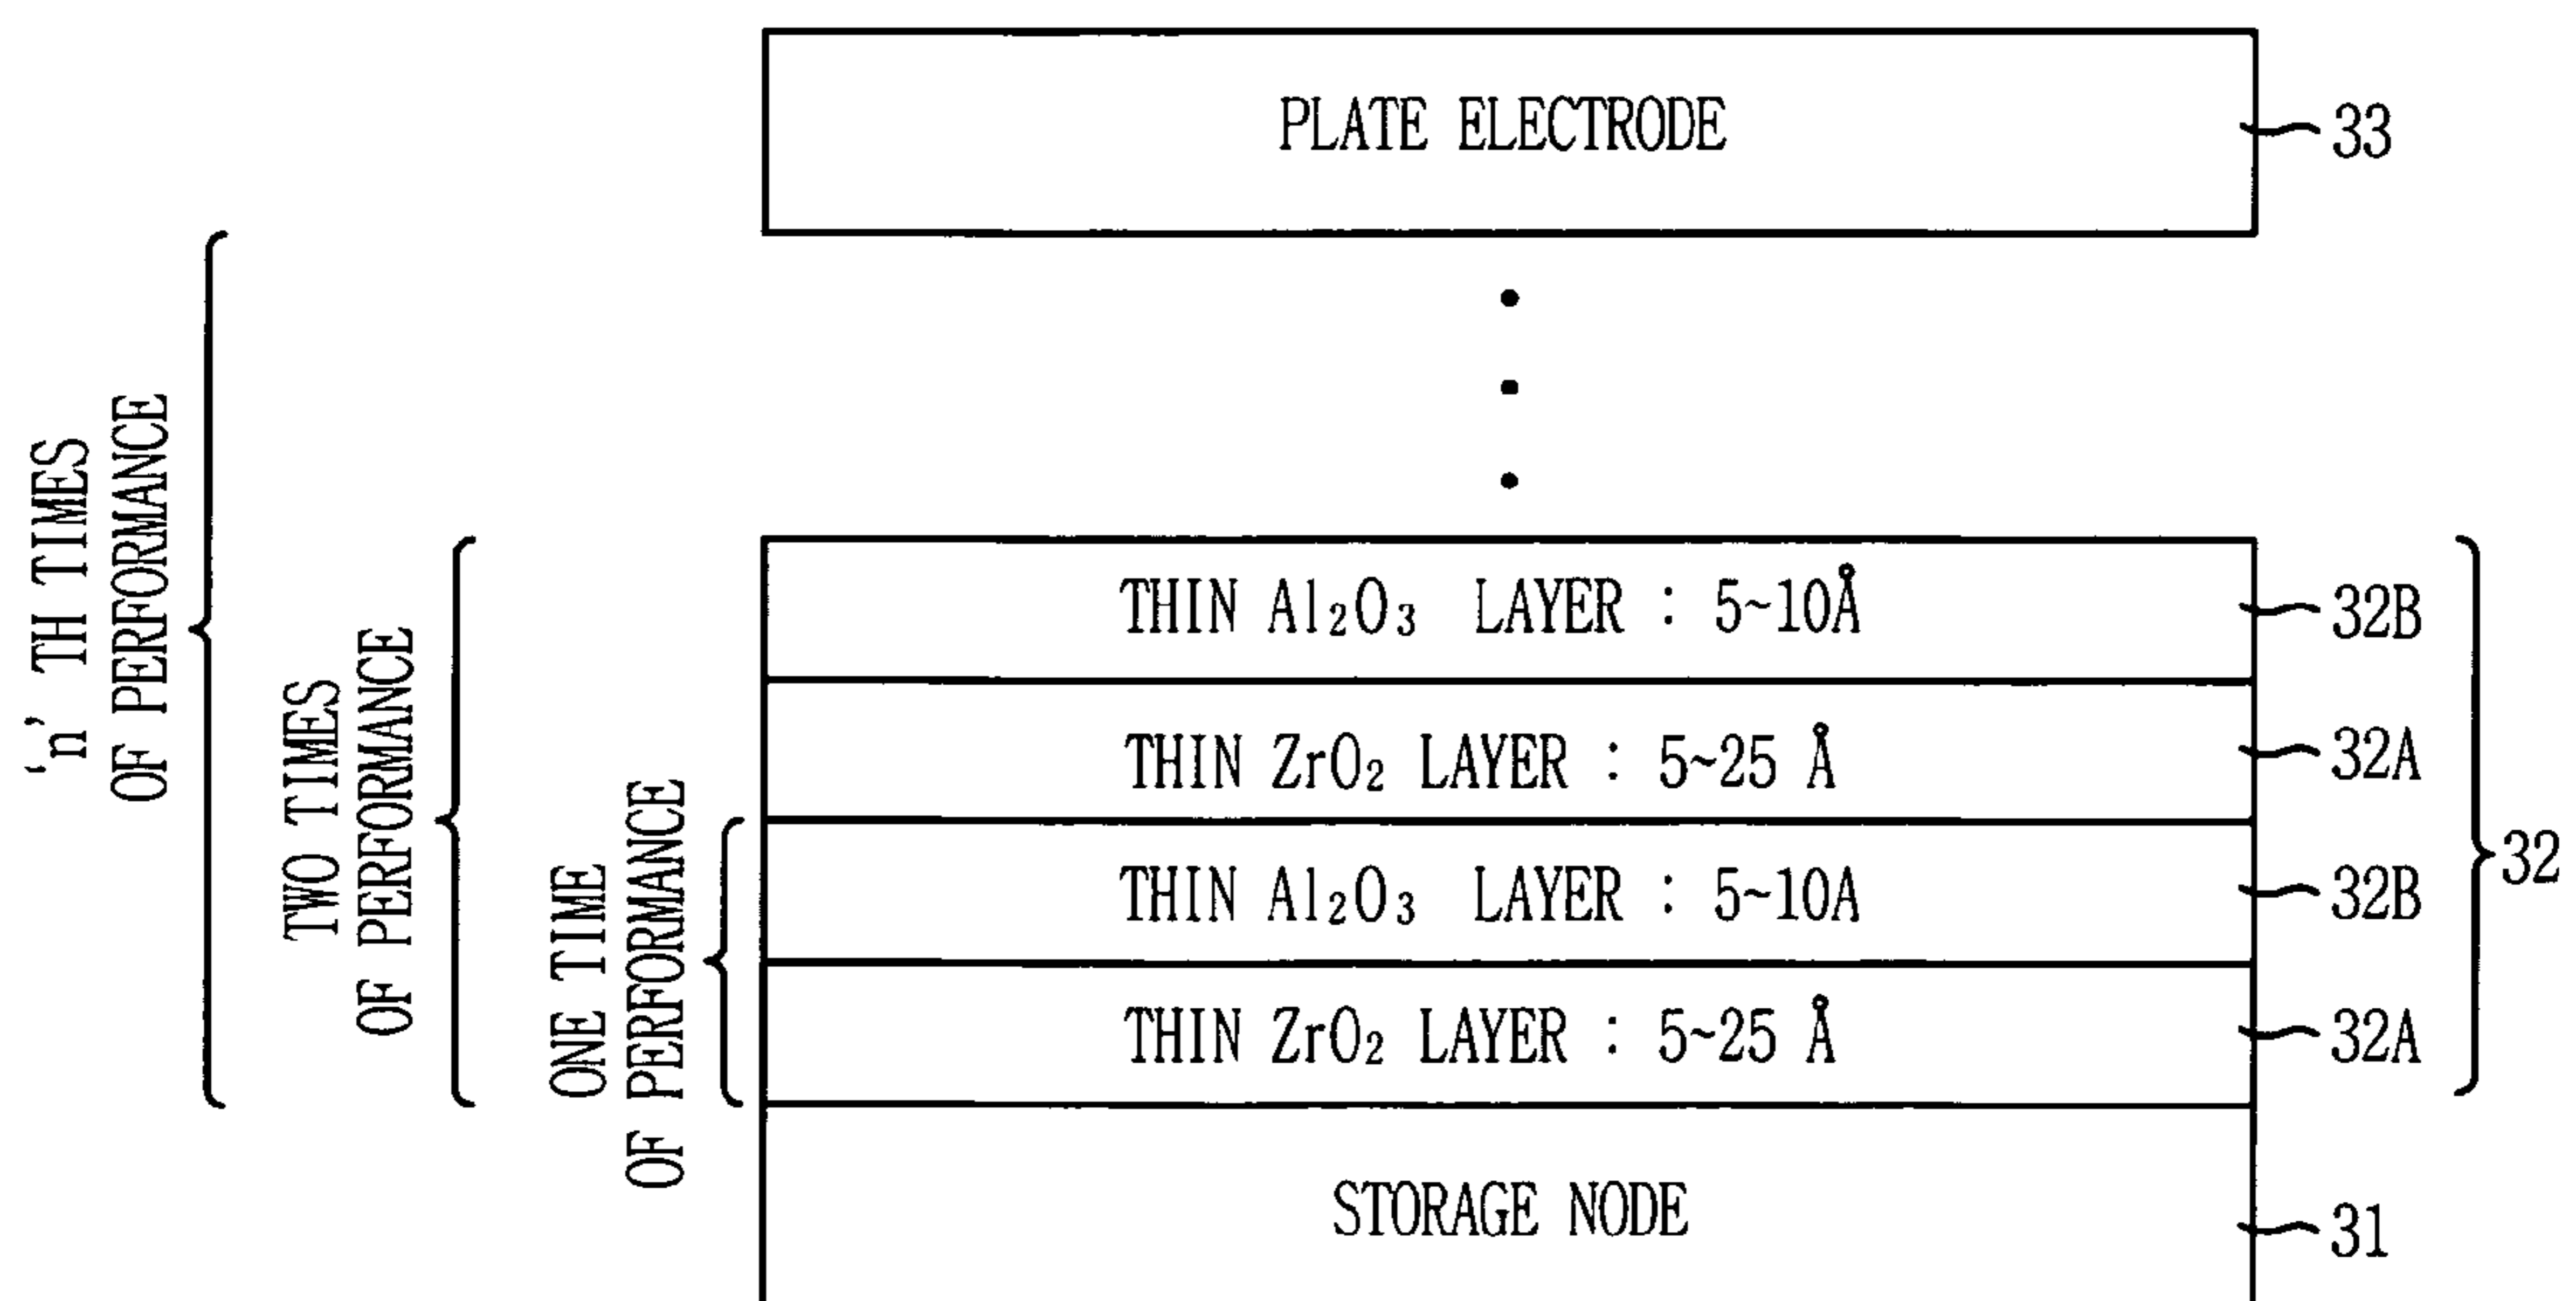 PLATE ELECTRODE
33
'n' TH TIMES
OF PERFORMANCE
TWO TIMES
OF PERFORMANCE
ONE TIME
OF PERFORMANCE
THIN Al₂O₃ LAYER : 5~10Å
32B
THIN ZrO₂ LAYER : 5~25 Å
32A
THIN Al₂O₃ LAYER : 5~10A
32B
THIN ZrO₂ LAYER : 5~25 Å
32A
32
STORAGE NODE
31